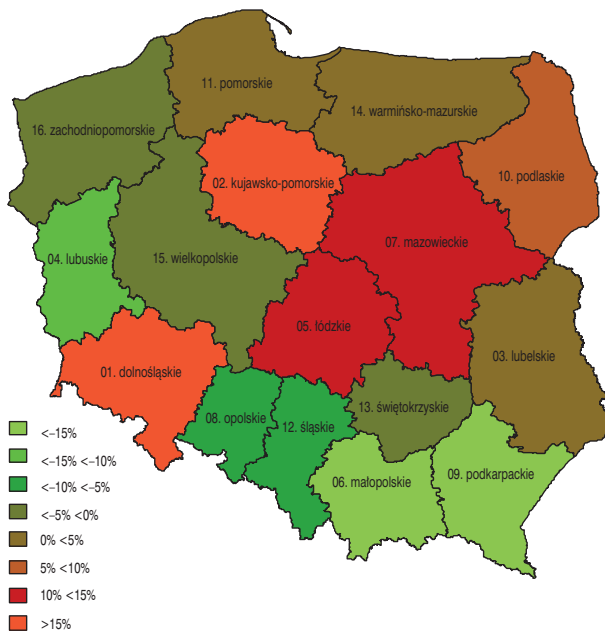 11. pomorskie
14. warmińsko-mazurskie
16. zachodniopomorskie
02. kujawsko-pomorskie
10. podlaskie
07. mazowieckie
04. lubuskie
15. wielkopolskie
05. łódzkie
03. lubelskie
01. dolnośląskie
13. świętokrzyskie
08. opolskie
12. śląskie
09. podkarpackie
06. małopolskie
<–15%
<–15% <–10%
<–10% <–5%
<–5% <0%
0% <5%
5% <10%
10% <15%
>15%